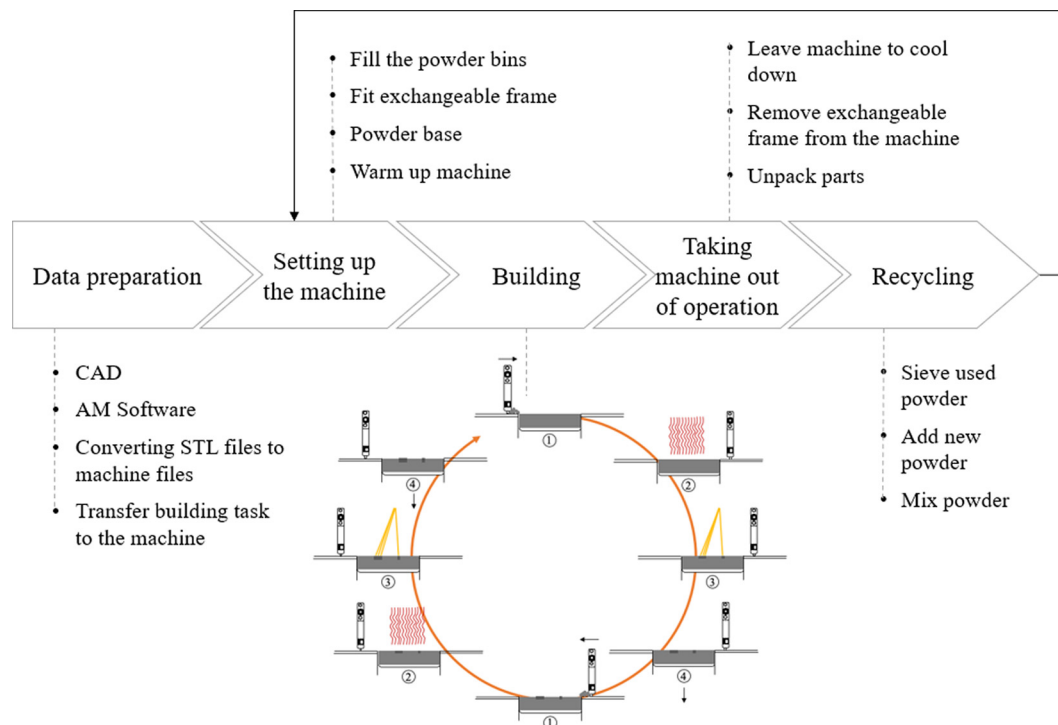 Fill the powder bins
Fit exchangeable frame
Powder base
Warm up machine
Leave machine to cool
down
Remove exchangeable
frame from the machine
Unpack parts
Data preparation
Setting up
the machine
Building
Taking
machine out
of operation
Recycling
CAD
AM Software
Converting STL files to
machine files
Transfer building task
to the machine
Sieve used
powder
Add new
powder
Mix powder
①
②
③
④
①
②
③
④